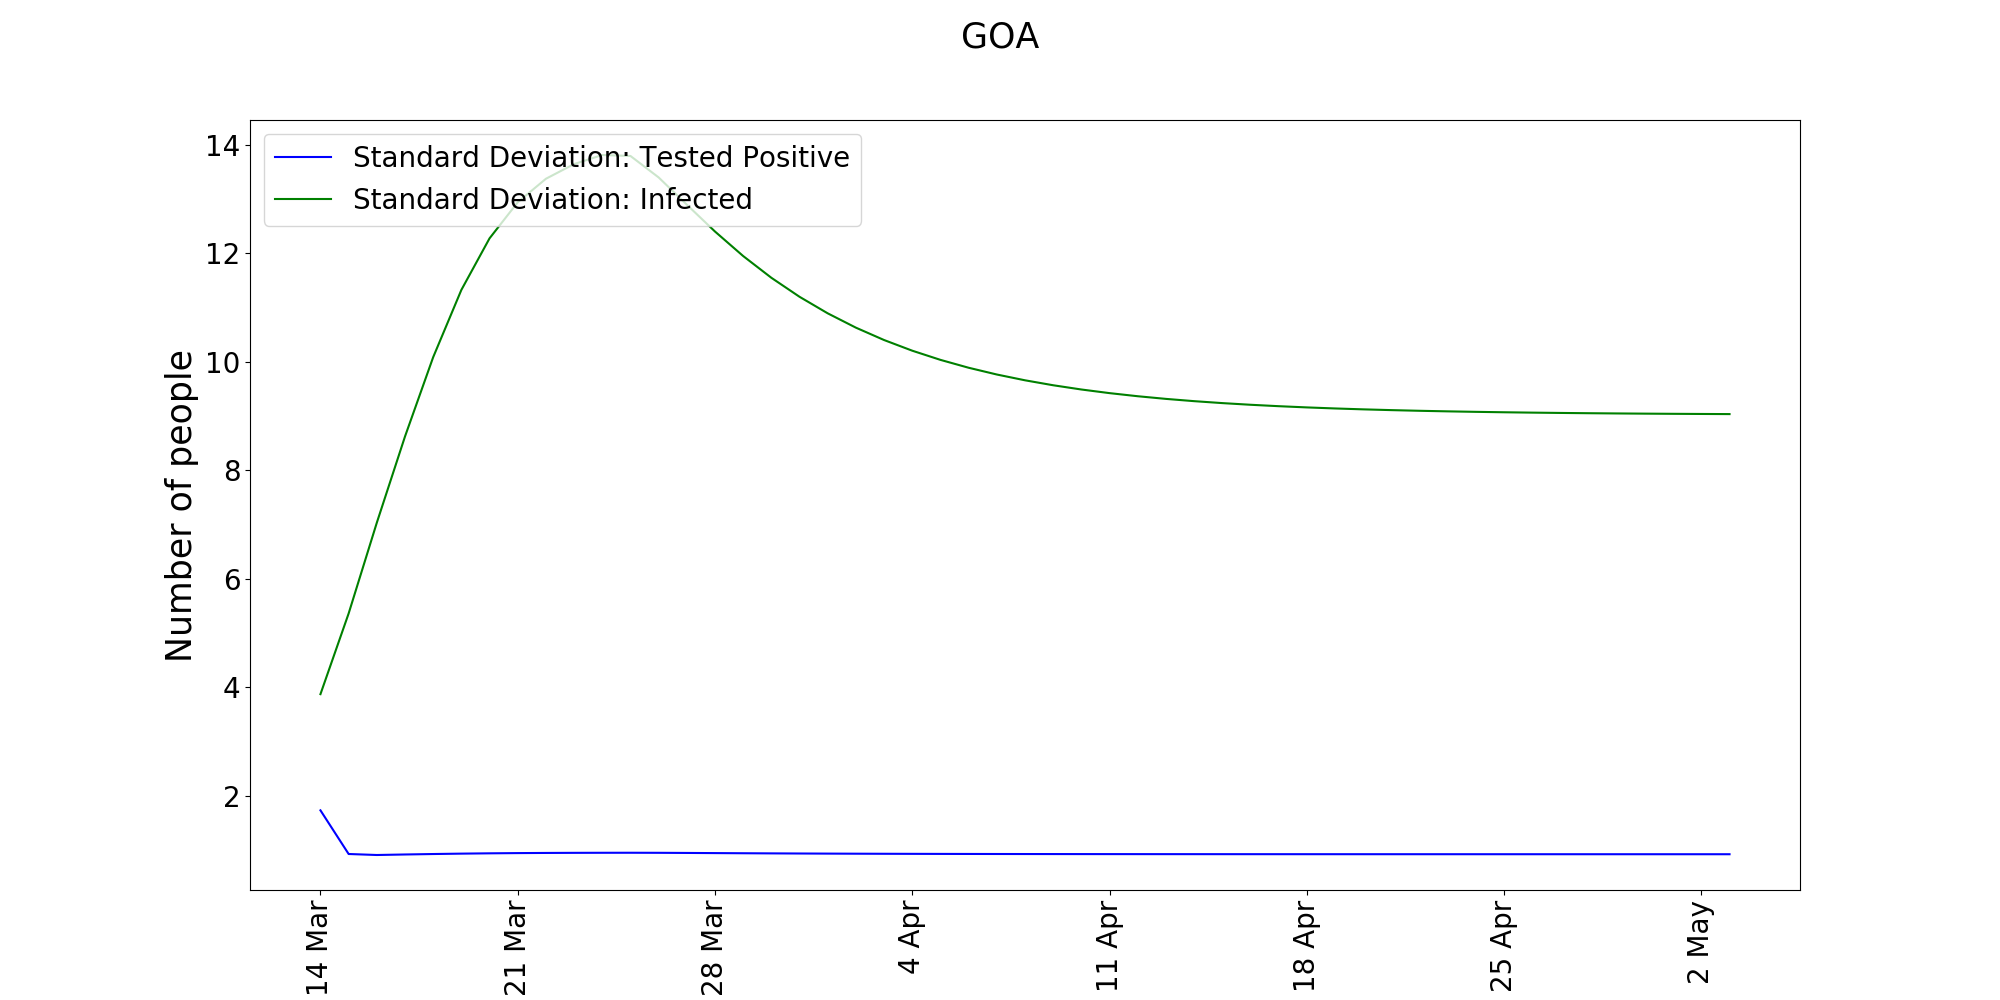 GOA
Standard Deviation: Tested Positive
Standard Deviation: Infected
Number of people
14
12
10
8
6
4
2
14 Mar
21 Mar
28 Mar
4 Apr
11 Apr
18 Apr
25 Apr
2 May